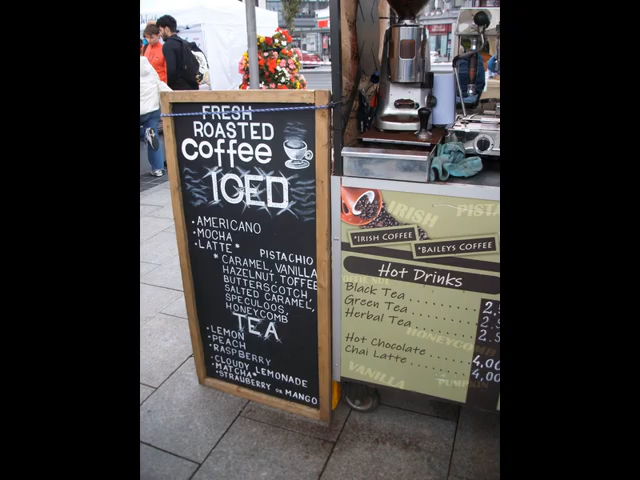 FRESH
ROASTED
coffee
ICED
• AMERICANO
• MOCHA
• LATTE*
PISTACHIO
* CARAMEL, VANILLA
HAZELNUT, TOFFEE
BUTTERSCOTCH,
SALTED CARAMEL,
SPECULOOS,
HONEYCOMB
TEA
• LEMON
• PEACH
• RASPBERRY
• CLOUDY LEMONADE
• MATCHA*
* STRAWBERRY OR MANGO
IRISH
PISTA
*IRISH COFFEE
*BAILEYS COFFEE
Hot Drinks
Black Tea
Green Tea
Herbal Tea
HONEYCO
Hot Chocolate 4,00
Chai Latte 4,00
VANILLA
PUMPKIN